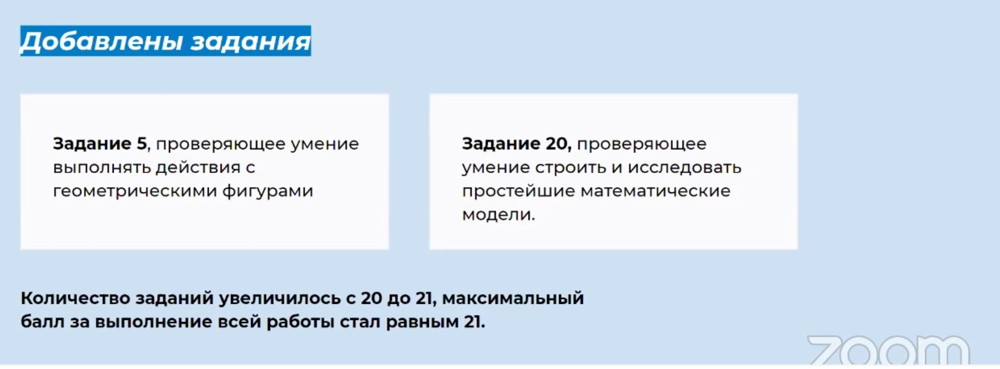 Добавлены задания
Задание 5, проверяющее умение
выполнять действия с
геометрическими фигурами
Задание 20, проверяющее
умение строить и исследовать
простейшие математические
модели.
Количество заданий увеличилось с 20 до 21, максимальный
балл за выполнение всей работы стал равным 21.
zoom